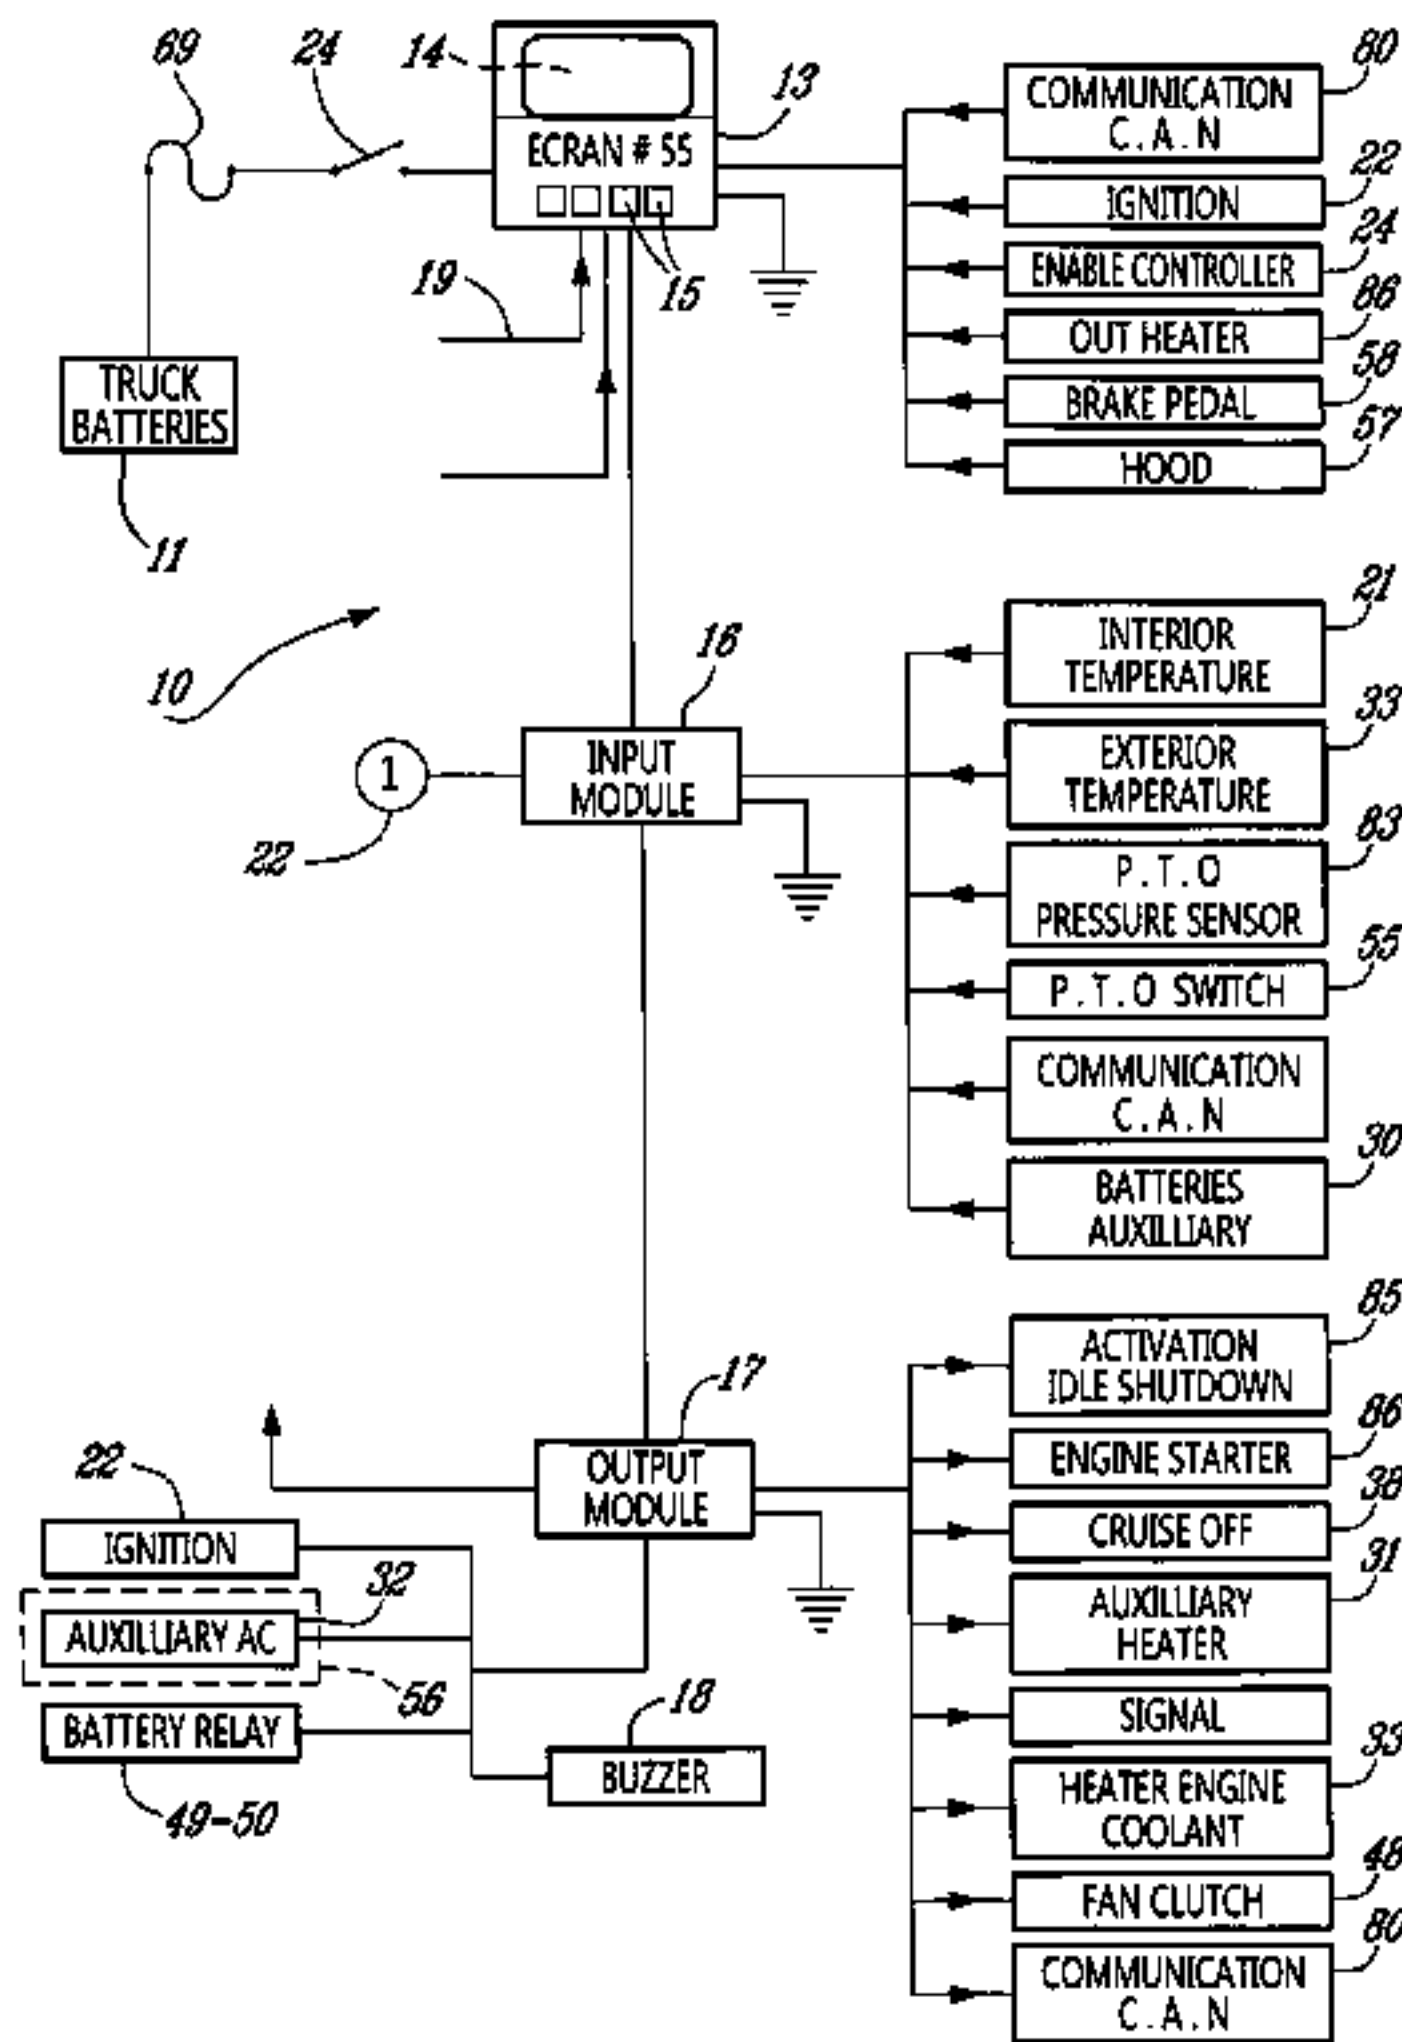 69
24
14
13
ECRAN # 55
15
19
TRUCK
BATTERIES
11
10
COMMUNICATION
C.A.N
80
IGNITION
22
ENABLE CONTROLLER
24
OUT HEATER
86
BRAKE PEDAL
58
HOOD
57
16
INPUT
MODULE
1
22
INTERIOR
TEMPERATURE
21
EXTERIOR
TEMPERATURE
33
P.T.O
PRESSURE SENSOR
83
P.T.O SWITCH
55
COMMUNICATION
C.A.N
BATTERIES
AUXILLIARY
30
17
OUTPUT
MODULE
22
IGNITION
32
AUXILLIARY AC
56
BATTERY RELAY
49-50
18
BUZZER
ACTIVATION
IDLE SHUTDOWN
85
ENGINE STARTER
86
CRUISE OFF
38
AUXILLIARY
HEATER
31
SIGNAL
HEATER ENGINE
COOLANT
33
FAN CLUTCH
48
COMMUNICATION
C.A.N
80